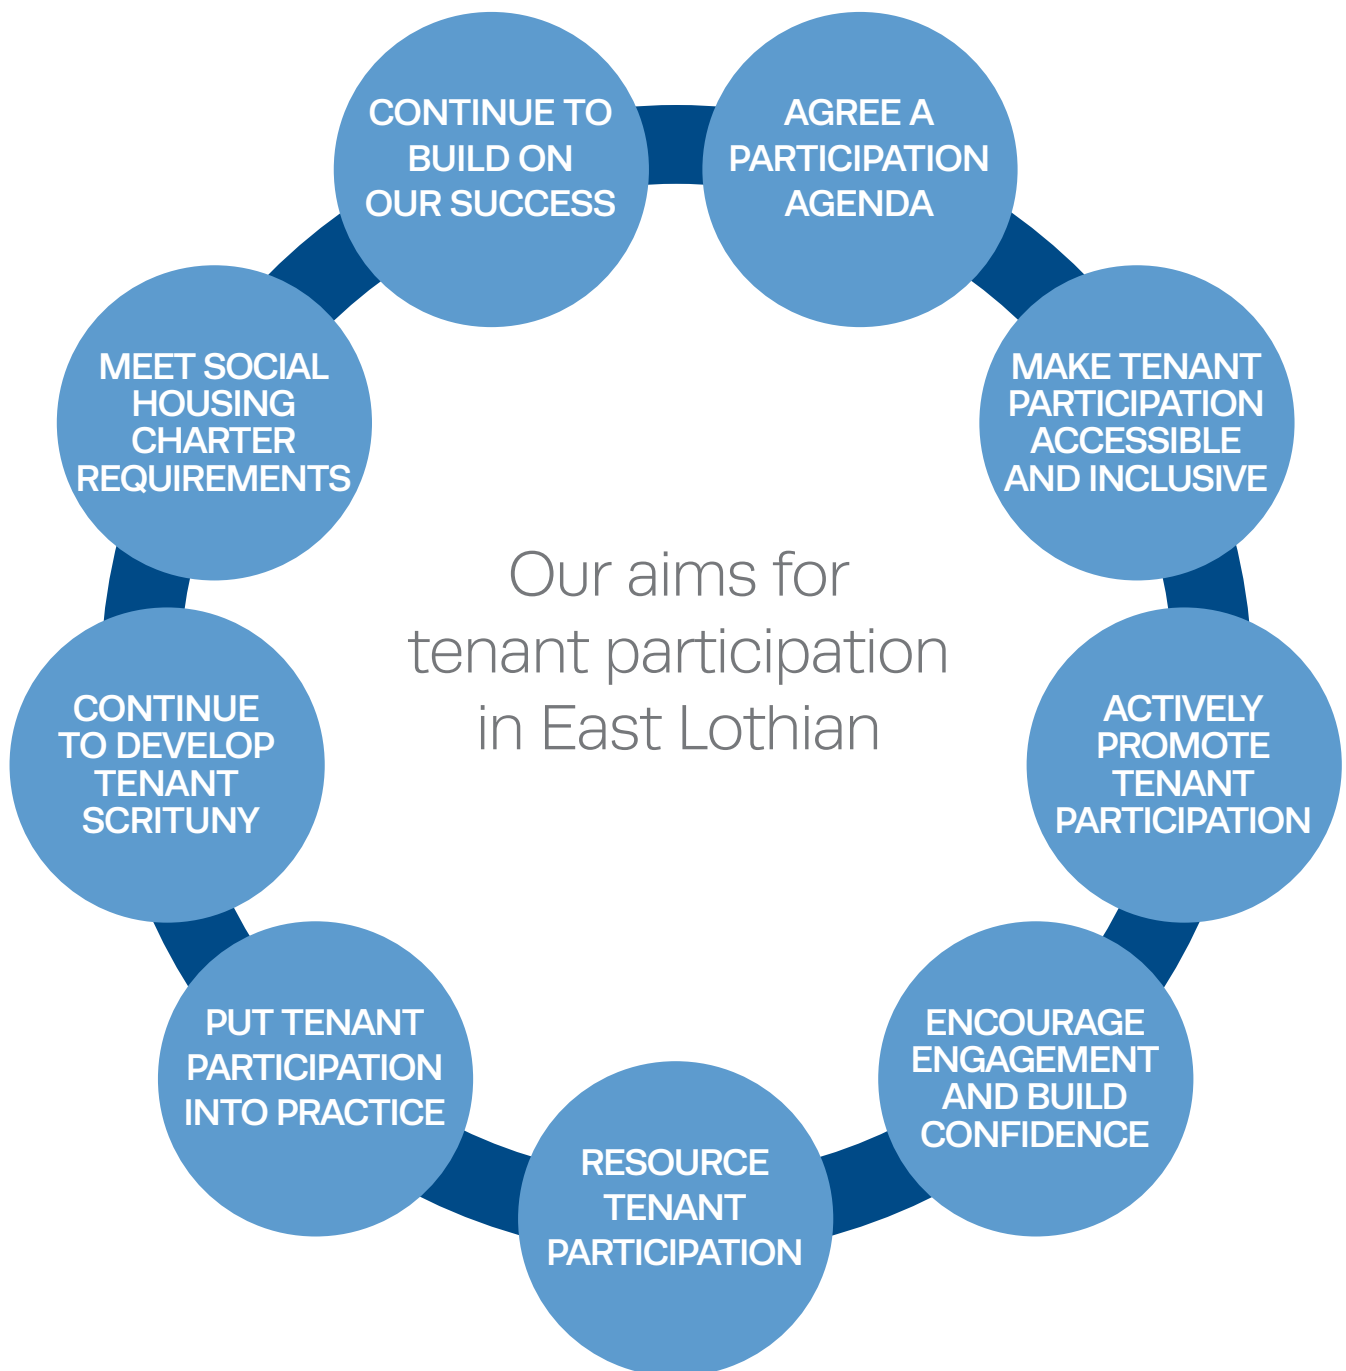 CONTINUE TO
BUILD ON
OUR SUCCESS
AGREE A
PARTICIPATION
AGENDA
MAKE TENANT
PARTICIPATION
ACCESSIBLE
AND INCLUSIVE
ACTIVELY
PROMOTE
TENANT
PARTICIPATION
ENCOURAGE
ENGAGEMENT
AND BUILD
CONFIDENCE
RESOURCE
TENANT
PARTICIPATION
PUT TENANT
PARTICIPATION
INTO PRACTICE
CONTINUE
TO DEVELOP
TENANT
SCRITUNY
MEET SOCIAL
HOUSING
CHARTER
REQUIREMENTS
Our aims for
tenant participation
in East Lothian